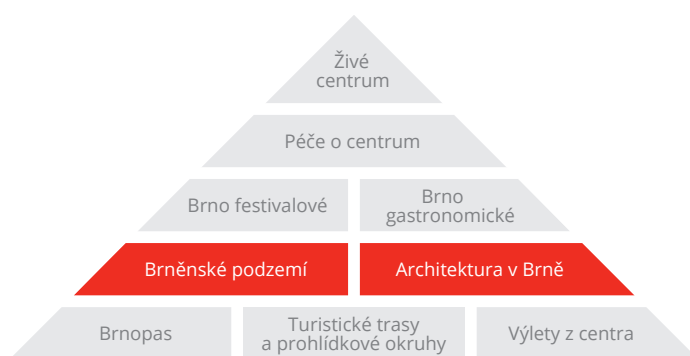 Živé
centrum
Péče o centrum
Brno festivalové
Brno
gastronomické
Brněnské podzemí
Architektura v Brně
Brnopas
Turistické trasy
a prohlídkové okruhy
Výlety z centra